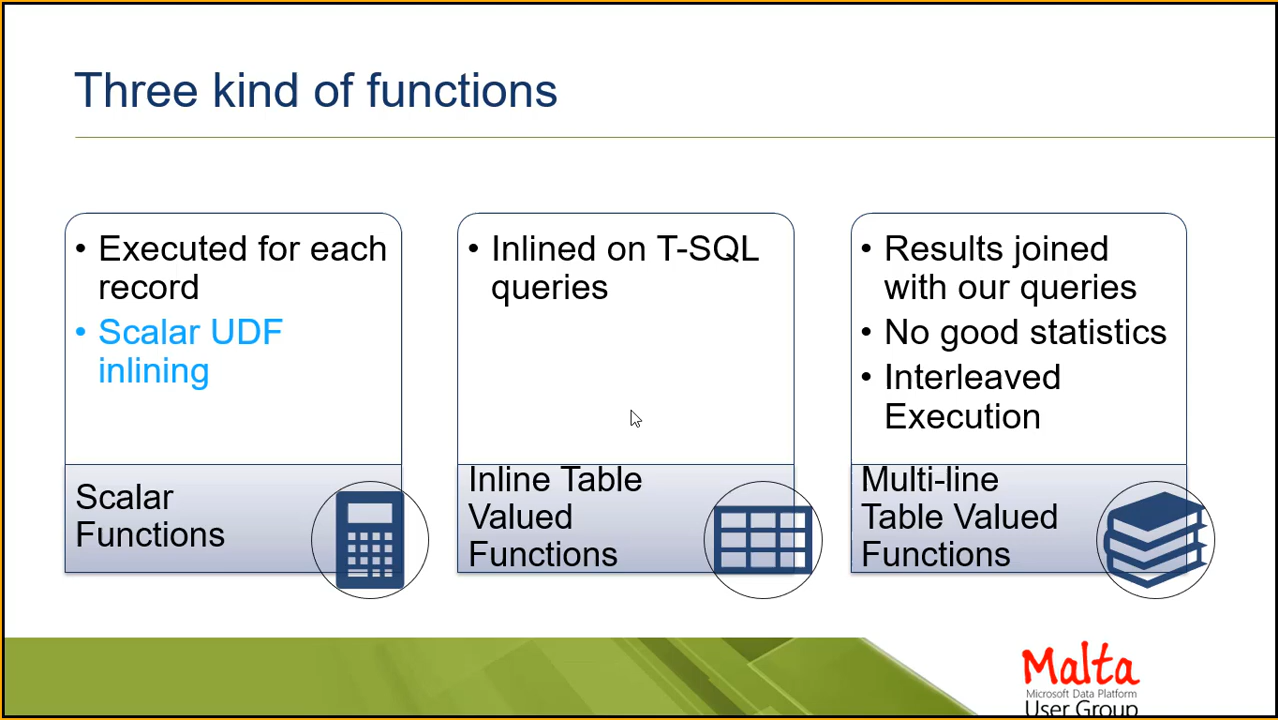 Three kind of functions
• Executed for each
record
• Scalar UDF
inlining
Scalar
Functions
• Inlined on T-SQL
queries
Inline Table
Valued
Functions
• Results joined
with our queries
• No good statistics
• Interleaved
Execution
Multi-line
Table Valued
Functions
Malta
Microsoft Data Platform
User Group